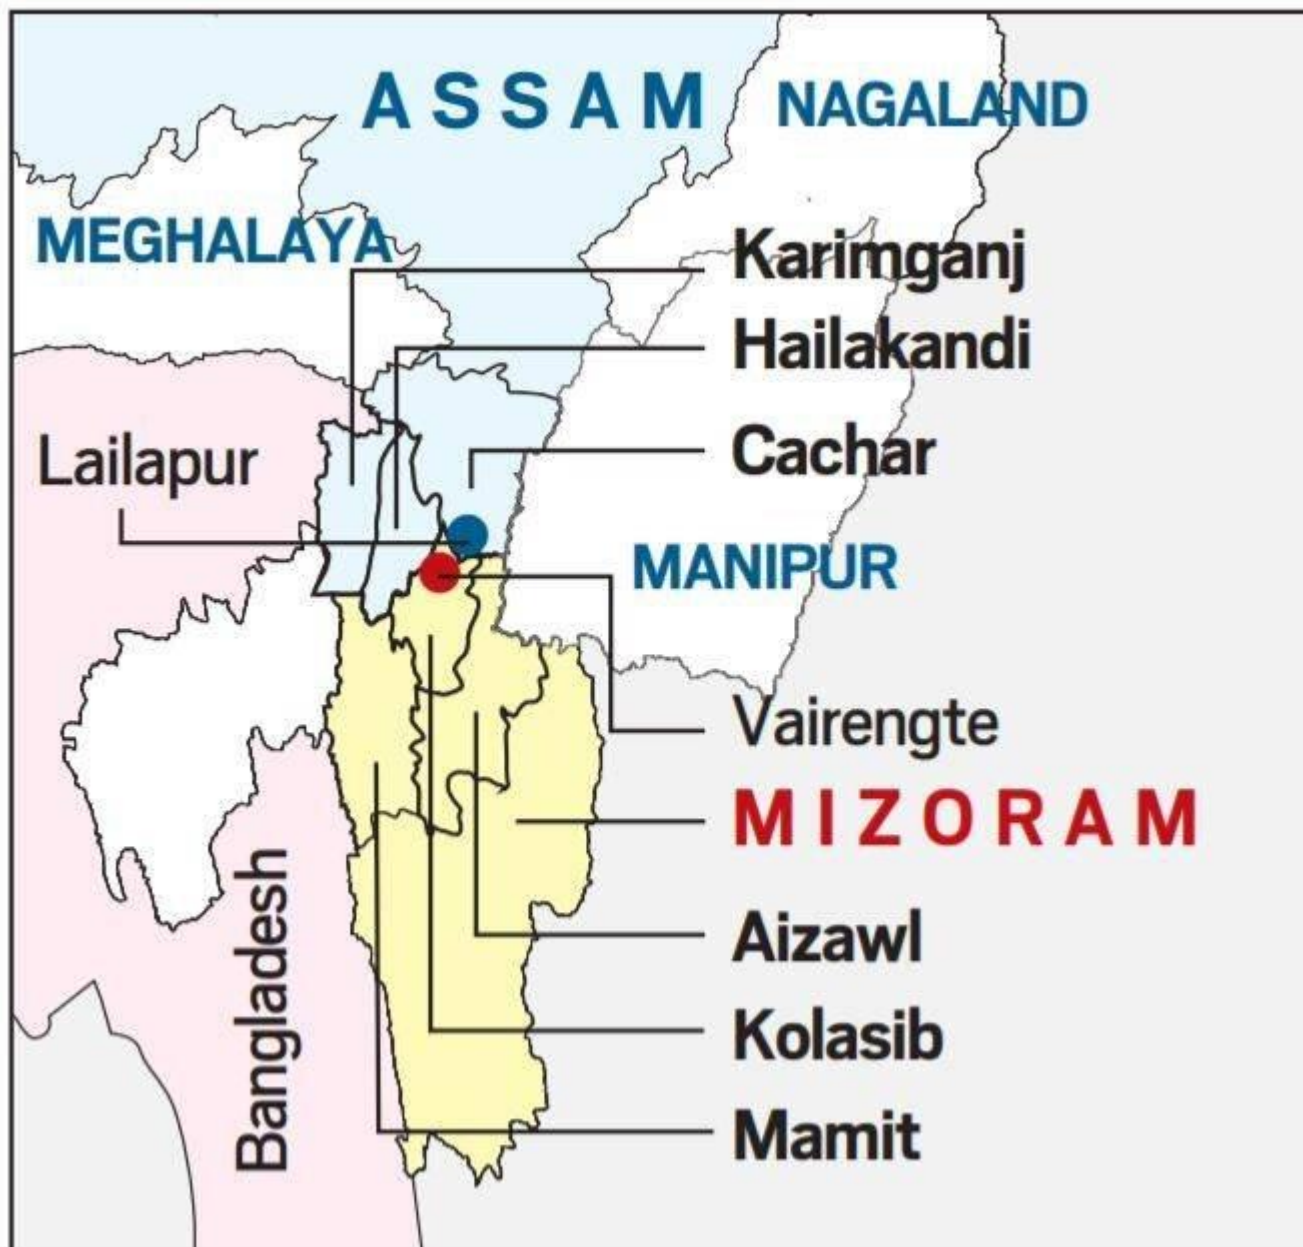 ASSAM
NAGALAND
MEGHALAYA
Karimganj
Hailakandi
Lailapur
Cachar
MANIPUR
Vairengte
MIZORAM
Aizawl
Kolasib
Mamit
Bangladesh